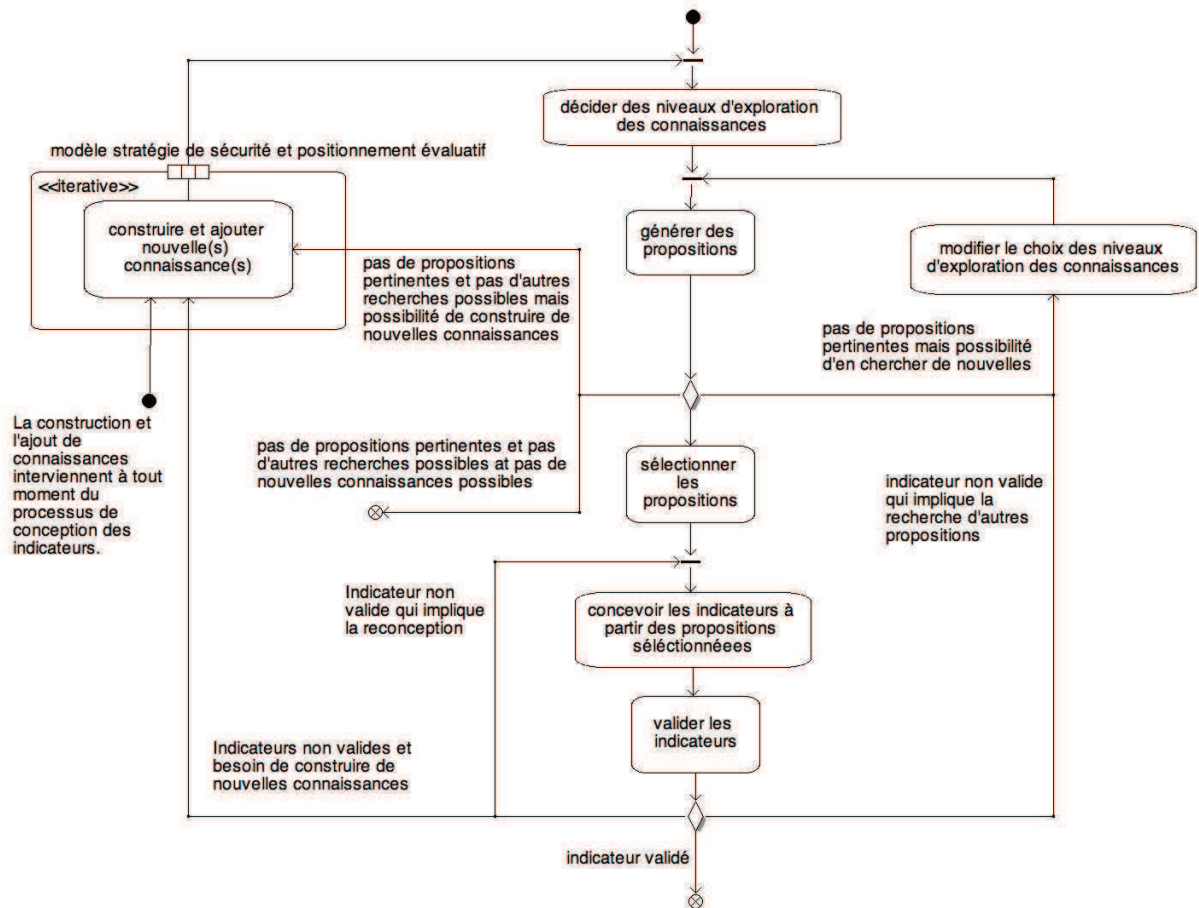 décider des niveaux d'exploration
des connaissances
modèle stratégie de sécurité et positionnement évaluatif
<<iterative>>
construire et ajouter
nouvelle(s)
connaissance(s)
générer des
propositions
modifier le choix des niveaux
d'exploration des connaissances
pas de propositions
pertinentes et pas d'autres
recherches possibles mais
possibilité de construire de
nouvelles connaissances
pas de propositions
pertinentes mais possibilité
d'en chercher de nouvelles
La construction et
l'ajout de
connaissances
interviennent à tout
moment du
processus de
conception des
indicateurs.
pas de propositions pertinentes et pas
d'autres recherches possibles at pas de
nouvelles connaissances possibles
sélectionner
les
propositions
indicateur non valide
qui implique la
recherche d'autres
propositions
Indicateur non
valide qui implique
la reconception
concevoir les indicateurs à
partir des propositions
séléctionnéees
valider les
indicateurs
Indicateurs non valides et
besoin de construire de
nouvelles connaissances
indicateur validé